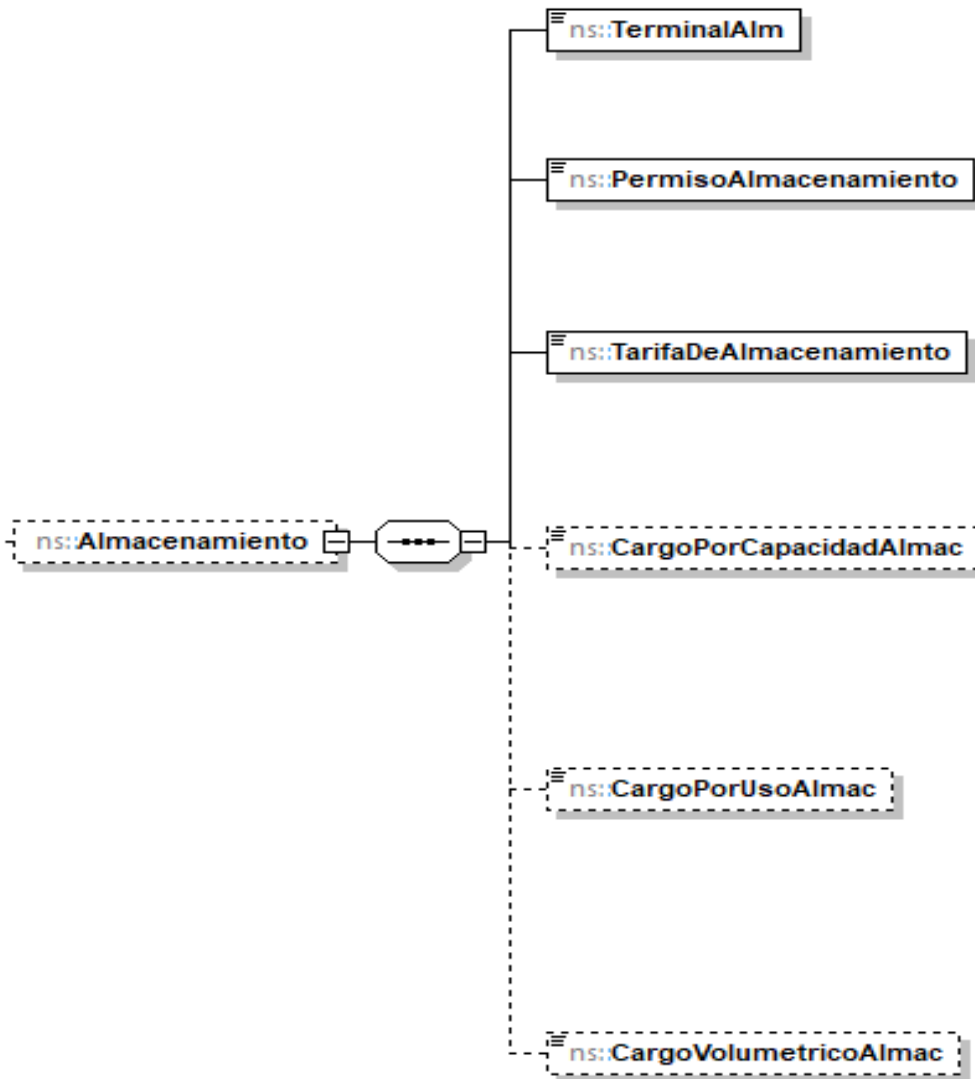 ns::TerminalAlm
ns::PermisoAlmacenamiento
ns::TarifaDeAlmacenamiento
ns::Almacenamiento
ns::CargoPorCapacidadAlmac
ns::CargoPorUsoAlmac
ns::CargoVolumetricoAlmac